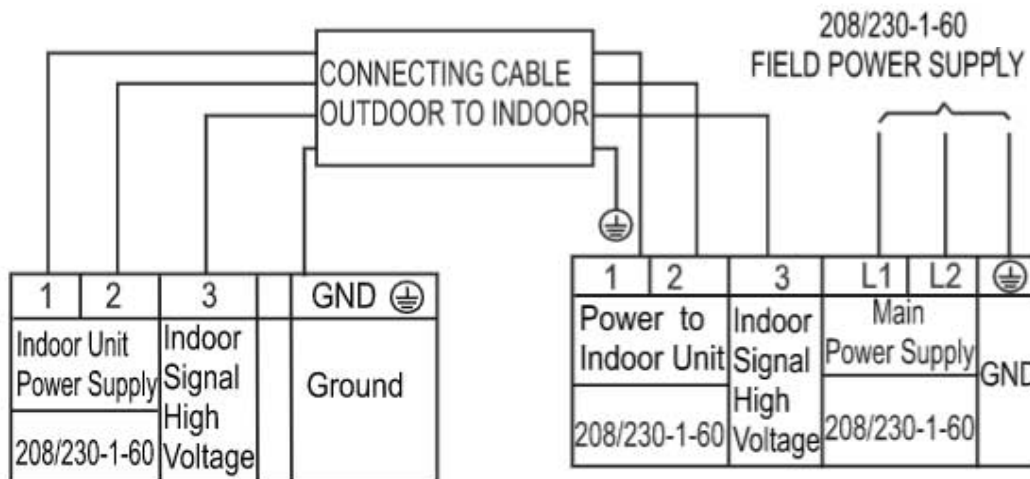 208/230-1-60
FIELD POWER SUPPLY
CONNECTING CABLE
OUTDOOR TO INDOOR
1 2 3 GND
Indoor Unit
Power Supply
208/230-1-60
Indoor
Signal
High
Voltage
Ground
1 2 3 L1 L2
Power to
Indoor Unit
208/230-1-60
Indoor
Signal
High
Voltage
Main
Power Supply
208/230-1-60
GND